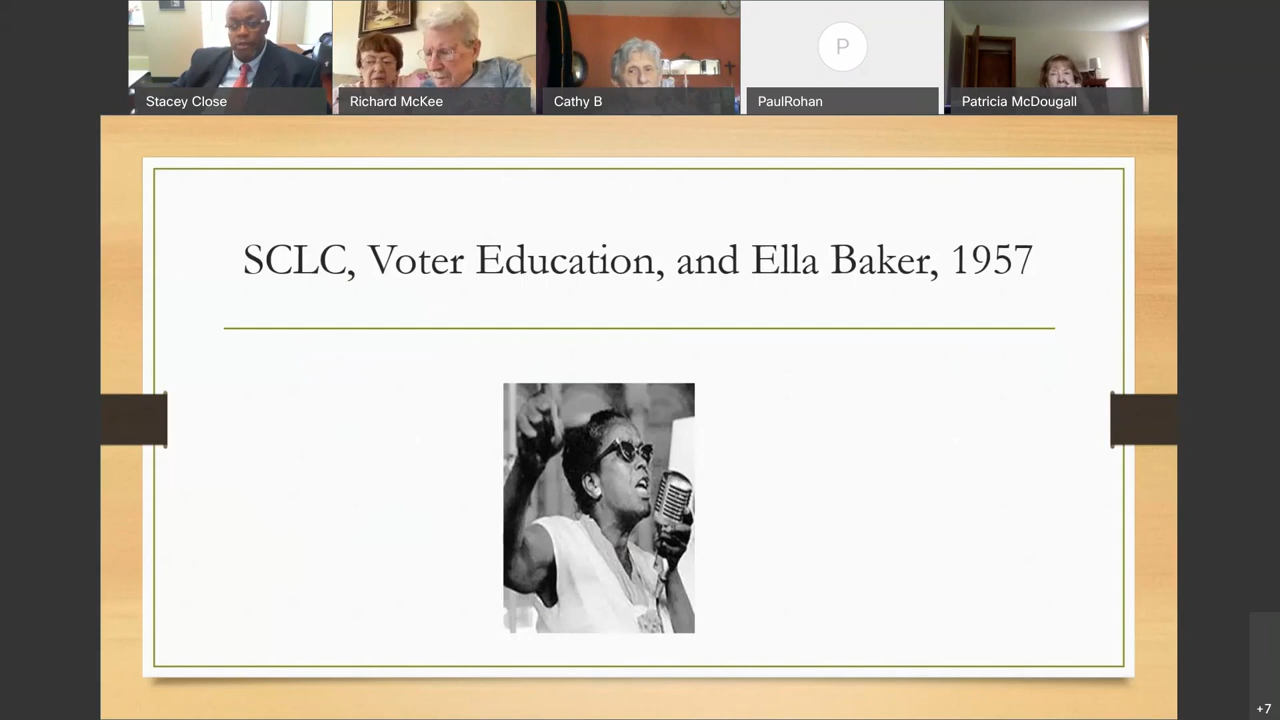 Stacey Close
Richard McKee
Cathy B
P
PaulRohan
Patricia McDougall
SCLC, Voter Education, and Ella Baker, 1957
+7